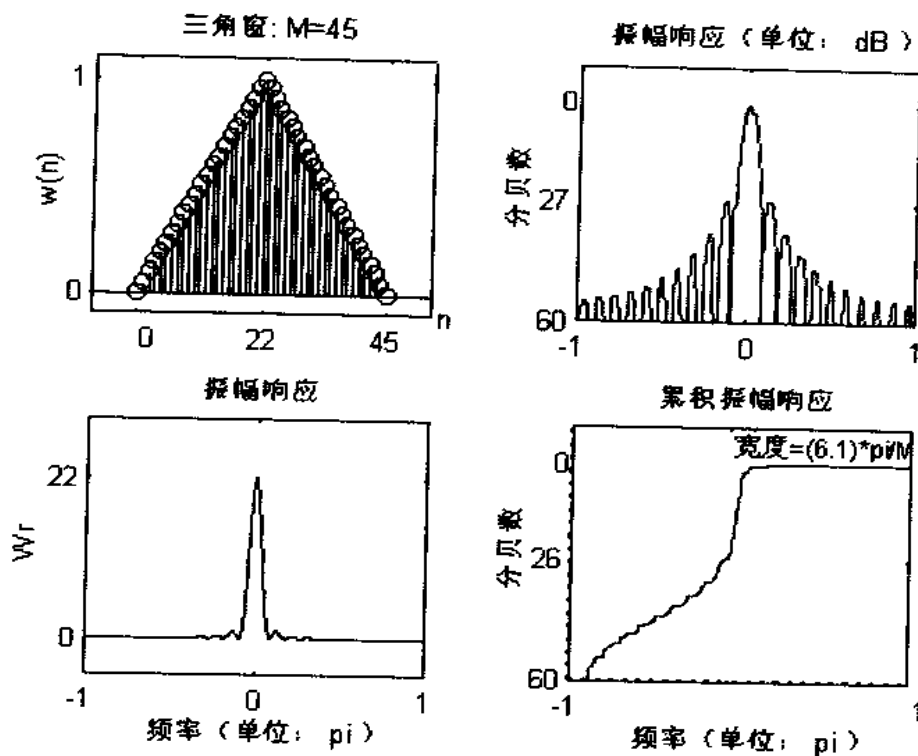 三角窗: M=45
1
w(n)
0
0
22
45
n
振幅响应（单位： dB ）
0
分贝数
27
60
-1
0
1
振幅响应
22
Wr
0
-1
0
1
频率（单位： pi ）
累积振幅响应
宽度=(6.1)*pi/M
0
分贝数
26
60
-1
1
频率（单位： pi ）